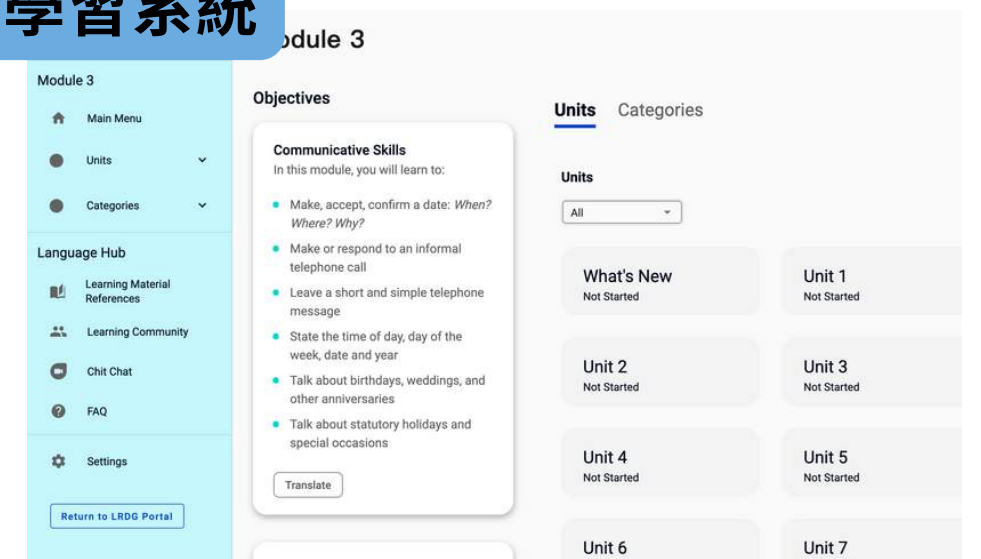 學習系統
Module 3
Module 3
Main Menu
Units
Categories
Language Hub
Learning Material
References
Learning Community
Chit Chat
FAQ
Settings
Return to LRDG Portal
Objectives
Communicative Skills
In this module, you will learn to:
Make, accept, confirm a date: When?
Where? Why?
Make or respond to an informal
telephone call
Leave a short and simple telephone
message
State the time of day, day of the
week, date and year
Talk about birthdays, weddings, and
other anniversaries
Talk about statutory holidays and
special occasions
Translate
Units Categories
Units
All
What's New
Not Started
Unit 1
Not Started
Unit 2
Not Started
Unit 3
Not Started
Unit 4
Not Started
Unit 5
Not Started
Unit 6
Unit 7